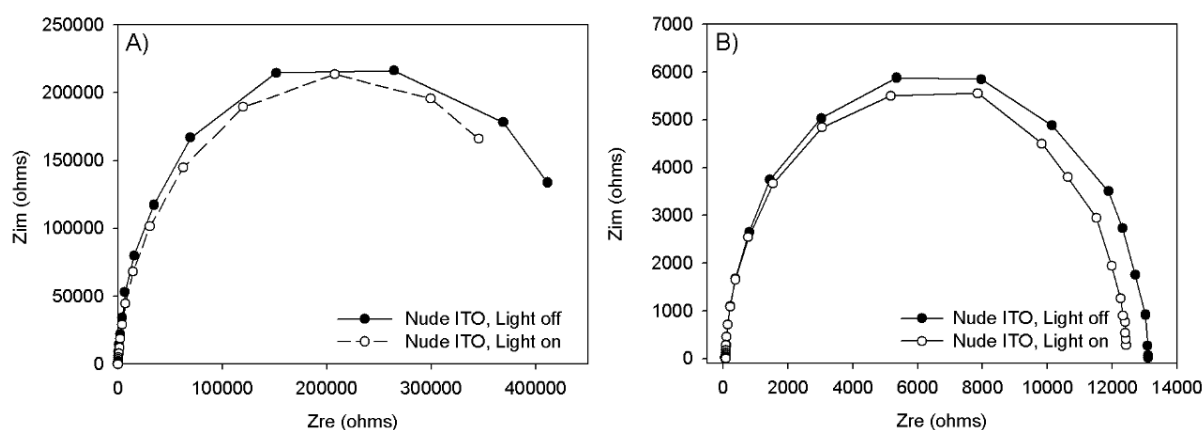 A)
250000
200000
150000
100000
50000
0
Zim (ohms)
Nude ITO, Light off
Nude ITO, Light on
0 100000 200000 300000 400000
Zre (ohms)
B)
7000
6000
5000
4000
3000
2000
1000
0
Zim (ohms)
Nude ITO, Light off
Nude ITO, Light on
0 2000 4000 6000 8000 10000 12000 14000
Zre (ohms)